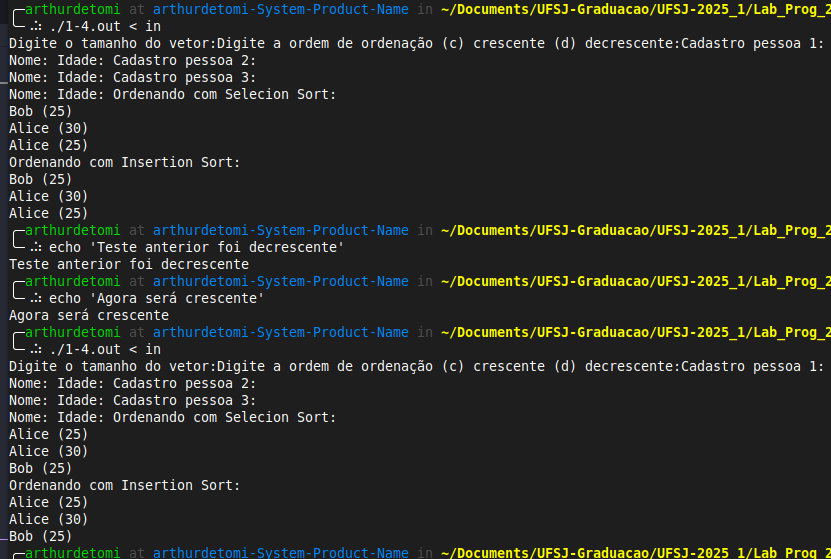 arthurdetomi at arthurdetomi-System-Product-Name in ~/Documents/UFSJ-Graduacao/UFSJ-2025_1/Lab_Prog_2
./1-4.out < in
Digite o tamanho do vetor:Digite a ordem de ordenação (c) crescente (d) decrescente:Cadastro pessoa 1:
Nome: Idade: Cadastro pessoa 2:
Nome: Idade: Cadastro pessoa 3:
Nome: Idade: Ordenando com Selecion Sort:
Bob (25)
Alice (30)
Alice (25)
Ordenando com Insertion Sort:
Bob (25)
Alice (30)
Alice (25)
arthurdetomi at arthurdetomi-System-Product-Name in ~/Documents/UFSJ-Graduacao/UFSJ-2025_1/Lab_Prog_2
echo 'Teste anterior foi decrescente'
Teste anterior foi decrescente
arthurdetomi at arthurdetomi-System-Product-Name in ~/Documents/UFSJ-Graduacao/UFSJ-2025_1/Lab_Prog_2
echo 'Agora será crescente'
Agora será crescente
arthurdetomi at arthurdetomi-System-Product-Name in ~/Documents/UFSJ-Graduacao/UFSJ-2025_1/Lab_Prog_2
./1-4.out < in
Digite o tamanho do vetor:Digite a ordem de ordenação (c) crescente (d) decrescente:Cadastro pessoa 1:
Nome: Idade: Cadastro pessoa 2:
Nome: Idade: Cadastro pessoa 3:
Nome: Idade: Ordenando com Selecion Sort:
Alice (25)
Alice (30)
Bob (25)
Ordenando com Insertion Sort:
Alice (25)
Alice (30)
Bob (25)
arthurdetomi at arthurdetomi-System-Product-Name in ~/Documents/UFSJ-Graduacao/UFSJ-2025_1/Lab_Prog_2